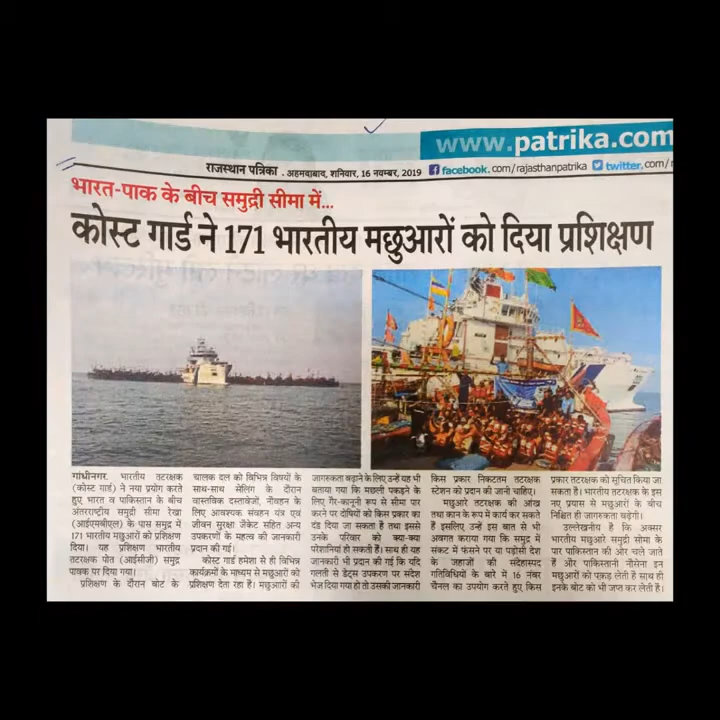 www.patrika.com
राजस्थान पत्रिका . अहमदाबाद, शनिवार, 16 नवम्बर, 2019 facebook.com/rajasthanpatrika twitter.com/r
भारत-पाक के बीच समुद्री सीमा में...
कोस्ट गार्ड ने 171 भारतीय मछुआरों को दिया प्रशिक्षण
गांधीनगर. भारतीय तटरक्षक
(कोस्ट गार्ड) ने नया प्रयोग करते
हुए भारत व पाकिस्तान के बीच
अंतरराष्ट्रीय समुद्री सीमा रेखा
(आईएमबीएल) के पास समुद्र में
171 भारतीय मछुआरों को प्रशिक्षण
दिया। यह प्रशिक्षण भारतीय
तटरक्षक पोत (आईसीजी) समुद्र
पावक पर दिया गया।
प्रशिक्षण के दौरान बोट के
चालक दल को विभिन्न विषयों के
साथ-साथ सेलिंग के दौरान
वास्तविक दस्तावेजों, नौवहन के
लिए आवश्यक संवहन यंत्र एवं
जीवन सुरक्षा जैकेट सहित अन्य
उपकरणों के महत्व की जानकारी
प्रदान की गई।
कोस्ट गार्ड हमेशा से ही विभिन्न
कार्यक्रमों के माध्यम से मछुआरों को
प्रशिक्षण देता रहा है। मछुआरों की
जागरुकता बढ़ाने के लिए उन्हें यह भी
बताया गया कि मछली पकड़ने के
लिए गैर-कानूनी रूप से सीमा पार
करने पर दोषियों को किस प्रकार का
दंड दिया जा सकता है तथा इससे
उनके परिवार को क्या-क्या
परेशानियां हो सकती हैं। साथ ही यह
जानकारी भी प्रदान की गई कि यदि
गलती से डैट्स उपकरण पर संदेश
भेज दिया गया हो तो उसकी जानकारी
किस प्रकार निकटतम तटरक्षक
स्टेशन को प्रदान की जानी चाहिए।
मछुआरे तटरक्षक की आंख
तथा कान के रूप में कार्य कर सकते
हैं इसलिए उन्हें इस बात से भी
अवगत कराया गया कि समुद्र में
संकट में फंसने पर या पड़ोसी देश
के जहाजों की संदेहास्पद
गतिविधियों के बारे में 16 नंबर
चैनल का उपयोग करते हुए किस
प्रकार तटरक्षक को सूचित किया जा
सकता है। भारतीय तटरक्षक के इस
नए प्रयास से मछुआरों के बीच
निश्चित ही जागरुकता बढ़ेगी।
उल्लेखनीय है कि अक्सर
भारतीय मछुआरे समुद्री सीमा के
पार पाकिस्तान की ओर चले जाते
हैं और पाकिस्तानी नौसेना इन
मछुआरों को पकड़ लेती है साथ ही
इनके बोट को भी जप्त कर लेती है।